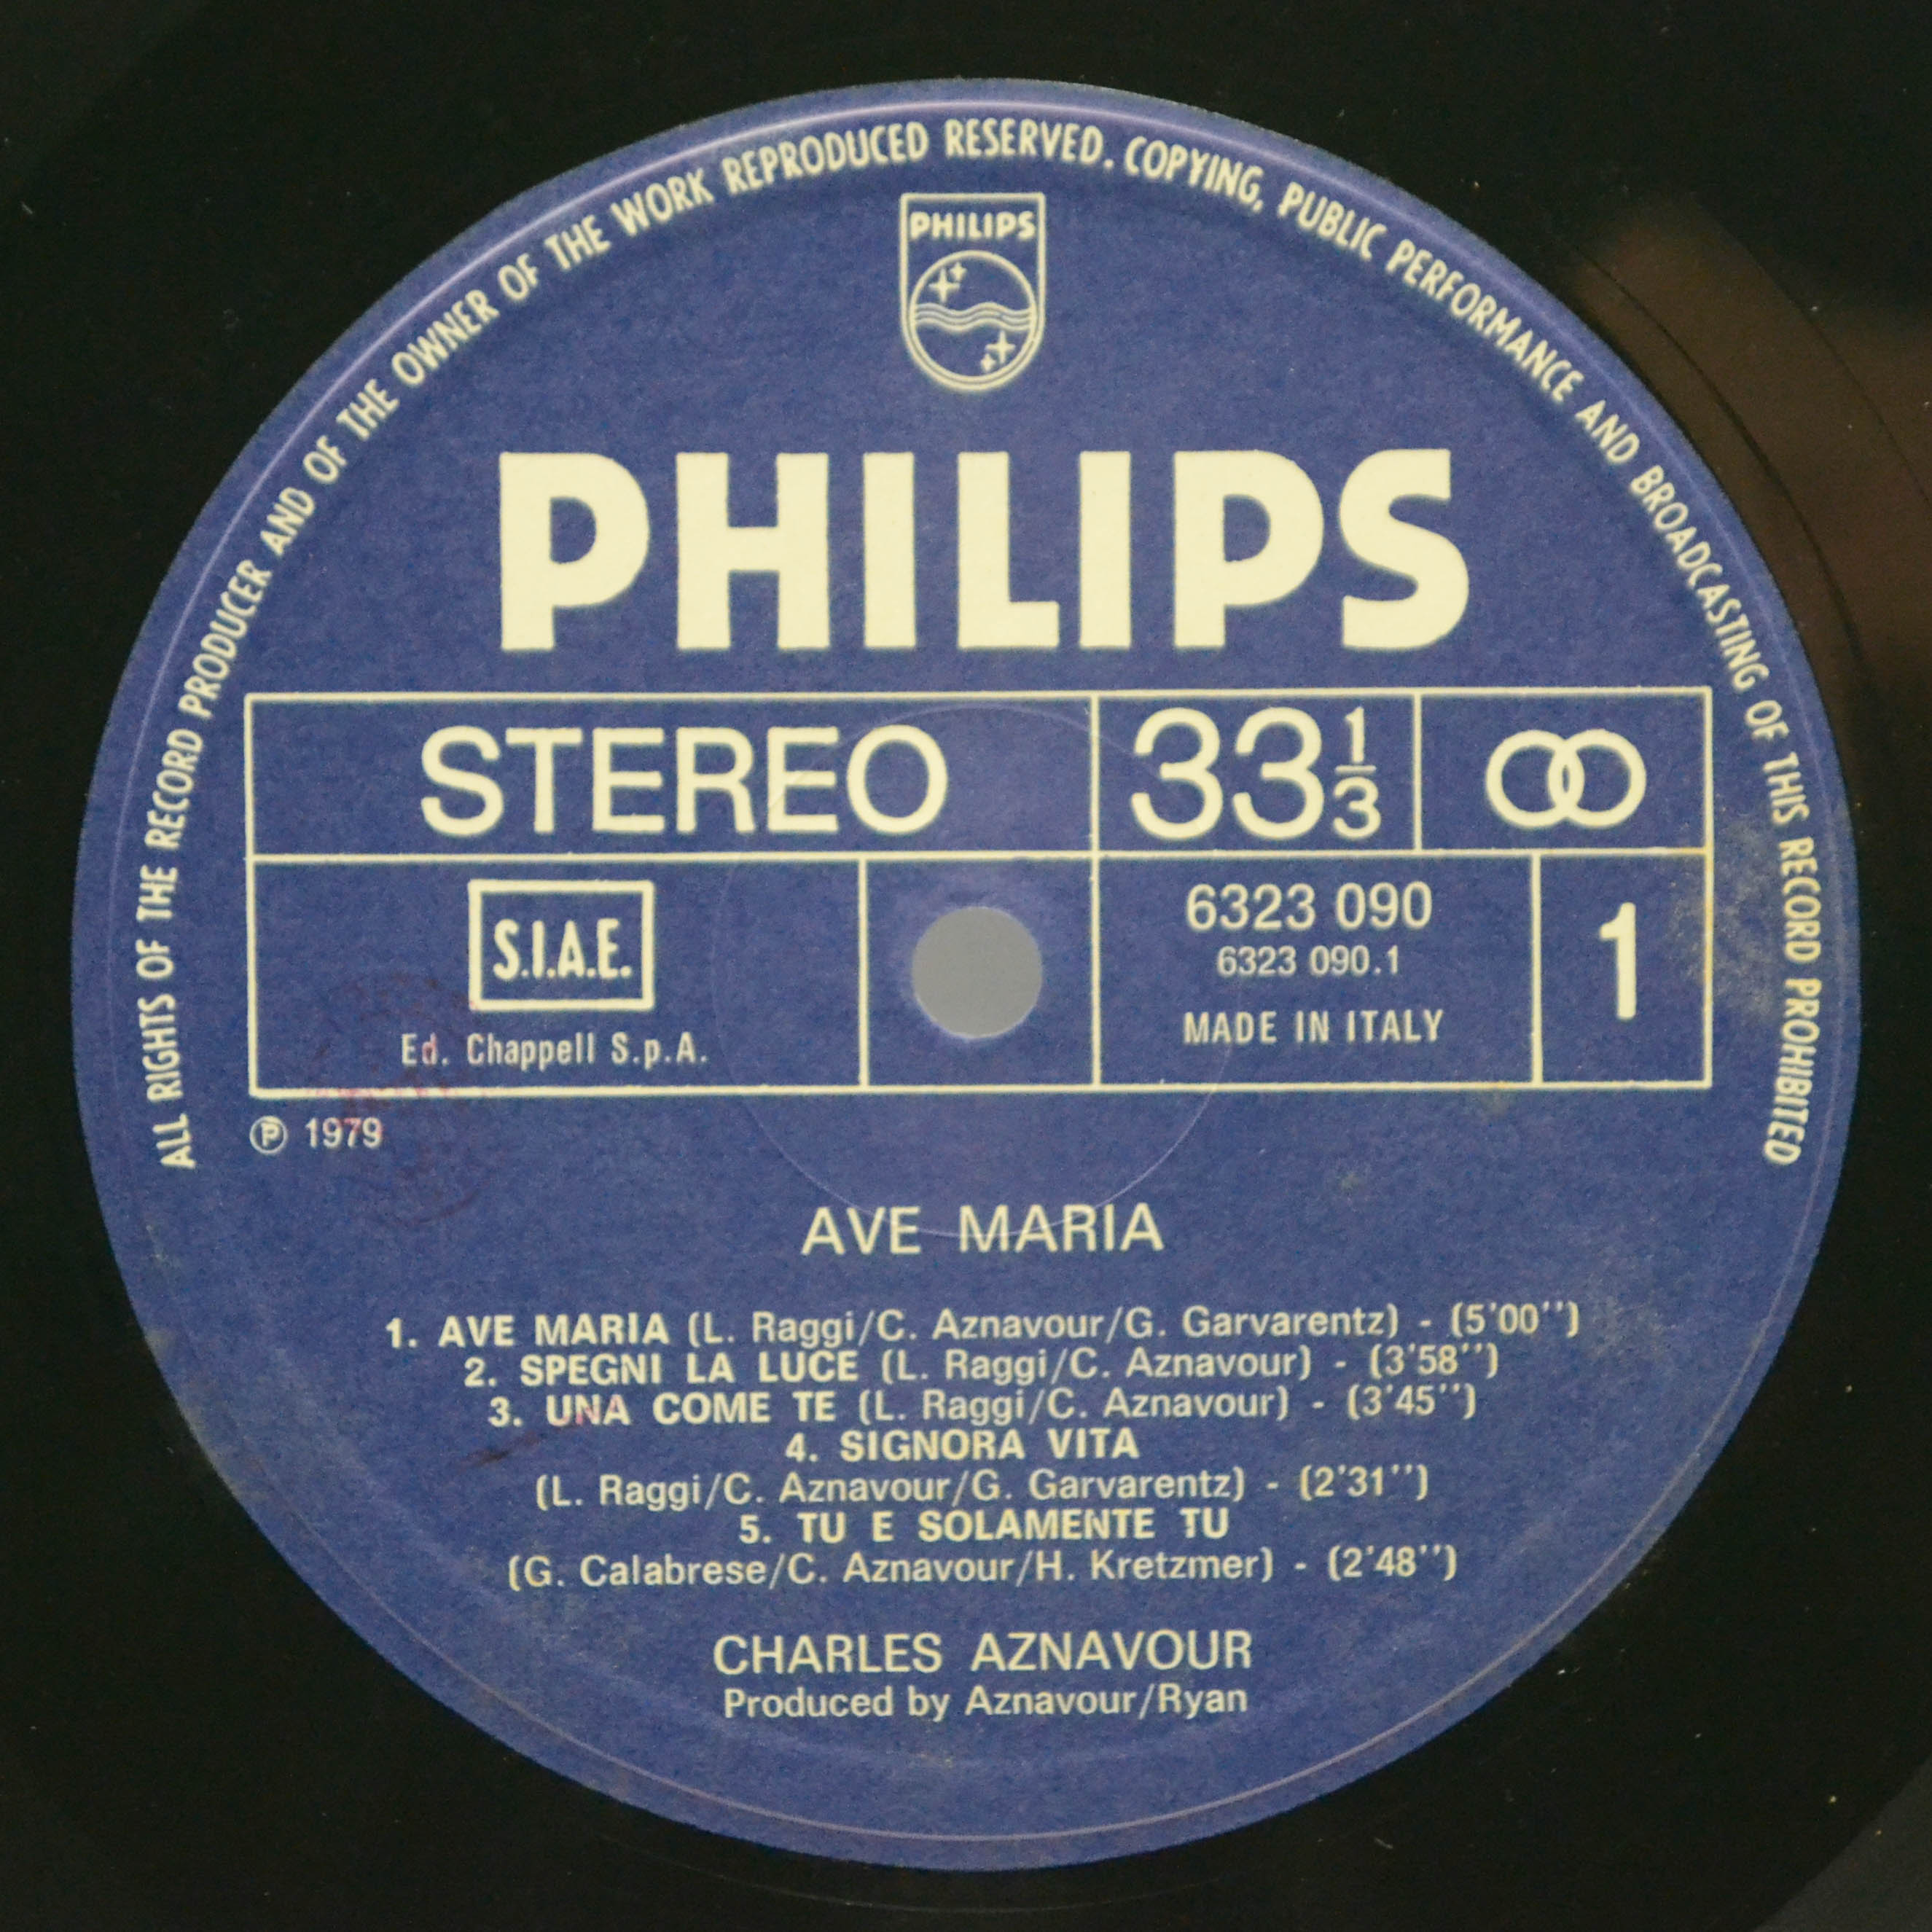 ALL RIGHTS OF THE RECORD PRODUCER AND OF THE OWNER OF THE WORK REPRODUCED RESERVED. COPYING, PUBLIC PERFORMANCE AND BROADCASTING OF THIS RECORD PROHIBITED
PHILIPS
PHILIPS
STEREO 33 1/3
S.I.A.E.
Ed. Chappell S.p.A.
6323 090
6323 090.1
MADE IN ITALY
1
Ⓟ 1979
AVE MARIA
1. AVE MARIA (L. Raggi/C. Aznavour/G. Garvarentz) - (5'00'')
2. SPEGNI LA LUCE (L. Raggi/C. Aznavour) - (3'58'')
3. UNA COME TE (L. Raggi/C. Aznavour) - (3'45'')
4. SIGNORA VITA
(L. Raggi/C. Aznavour/G. Garvarentz) - (2'31'')
5. TU E SOLAMENTE TU
(G. Calabrese/C. Aznavour/H. Kretzmer) - (2'48'')
CHARLES AZNAVOUR
Produced by Aznavour/Ryan